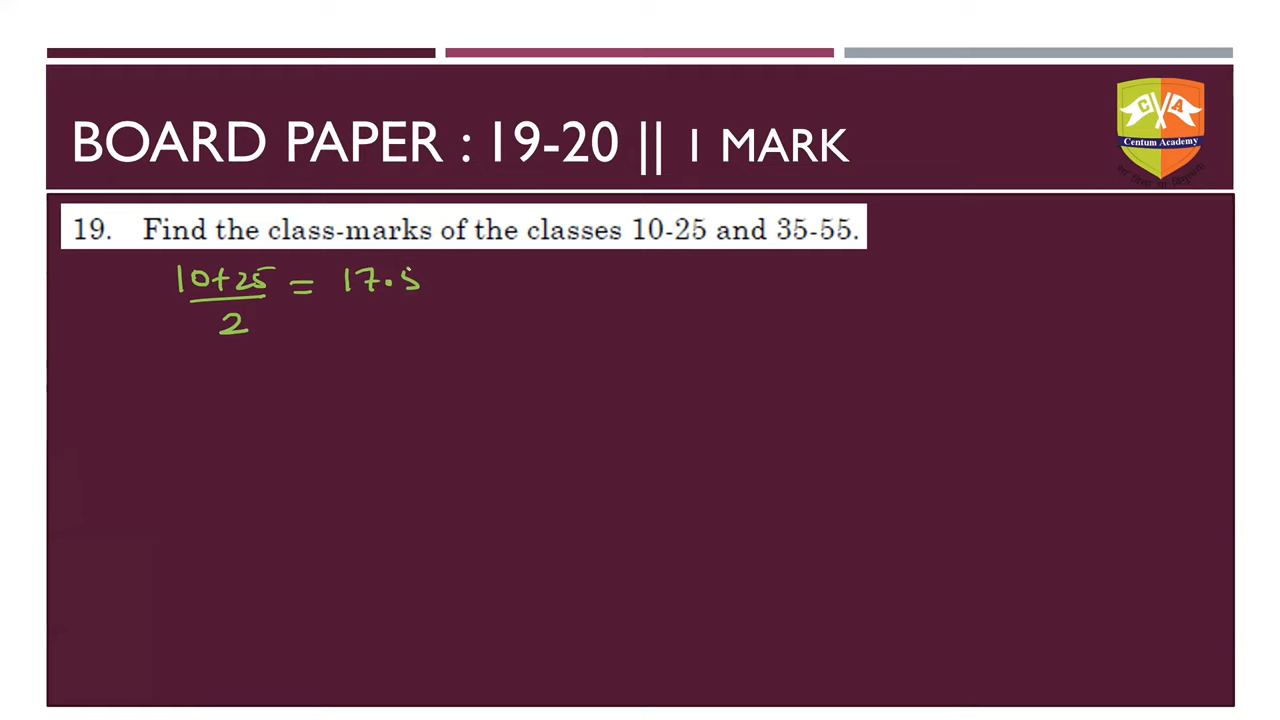 BOARD PAPER : 19-20 || 1 MARK
C A
Centum Academy
19. Find the class-marks of the classes 10-25 and 35-55.
10+25 = 17.5
2